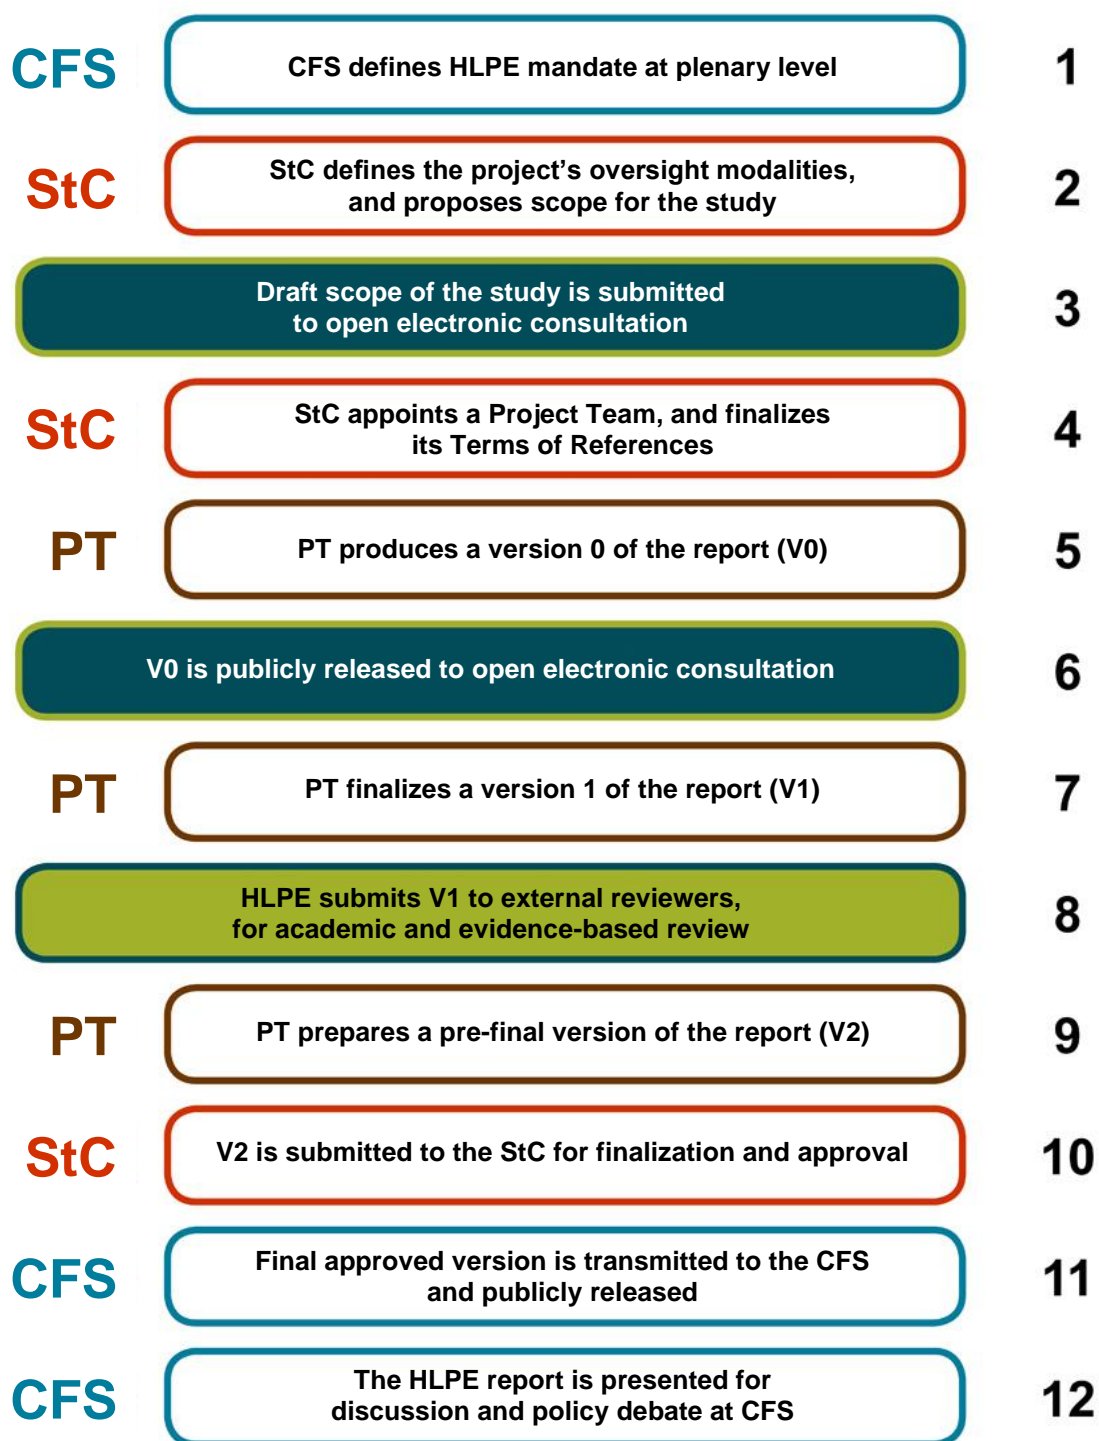 CFS
CFS defines HLPE mandate at plenary level
1
StC
StC defines the project's oversight modalities,
and proposes scope for the study
2
Draft scope of the study is submitted
to open electronic consultation
3
StC
StC appoints a Project Team, and finalizes
its Terms of References
4
PT
PT produces a version 0 of the report (V0)
5
V0 is publicly released to open electronic consultation
6
PT
PT finalizes a version 1 of the report (V1)
7
HLPE submits V1 to external reviewers,
for academic and evidence-based review
8
PT
PT prepares a pre-final version of the report (V2)
9
StC
V2 is submitted to the StC for finalization and approval
10
CFS
Final approved version is transmitted to the CFS
and publicly released
11
CFS
The HLPE report is presented for
discussion and policy debate at CFS
12